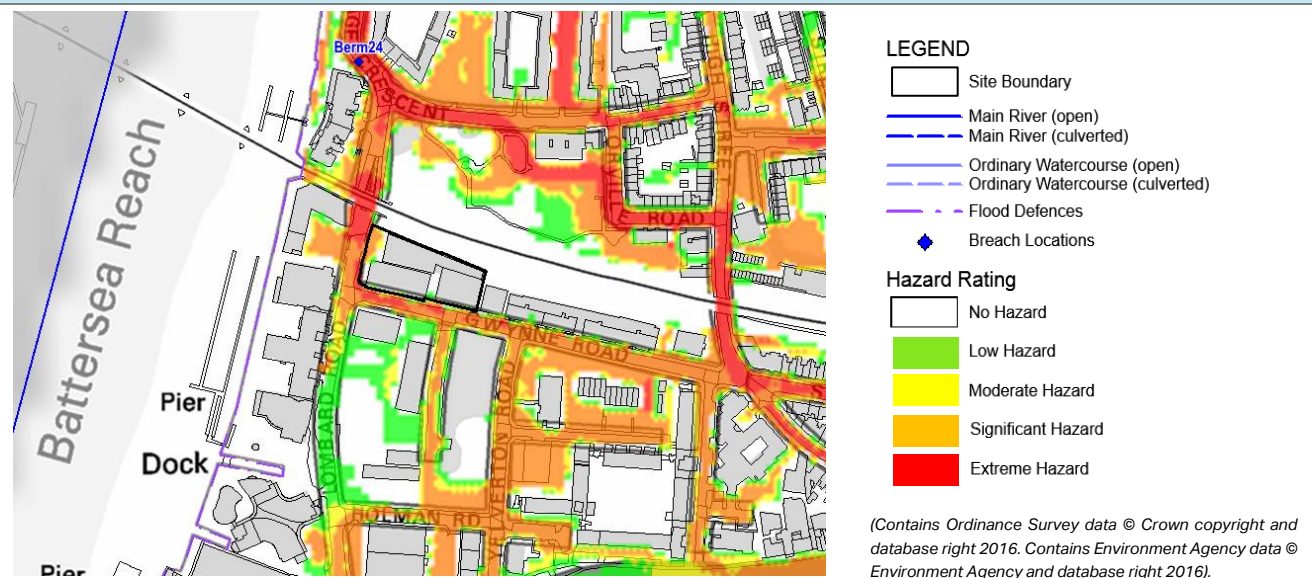 Berm24
CRESCENT
ROAD
Battersea Reach
GWYNNE ROAD
ROAD
LOMBARD
YELVERTON ROAD
Pier
Dock
HOLMAN RD
Pier
LEGEND
Site Boundary
Main River (open)
Main River (culverted)
Ordinary Watercourse (open)
Ordinary Watercourse (culverted)
Flood Defences
Breach Locations
Hazard Rating
No Hazard
Low Hazard
Moderate Hazard
Significant Hazard
Extreme Hazard
(Contains Ordinance Survey data © Crown copyright and
database right 2016. Contains Environment Agency data ©
Environment Agency and database right 2016).